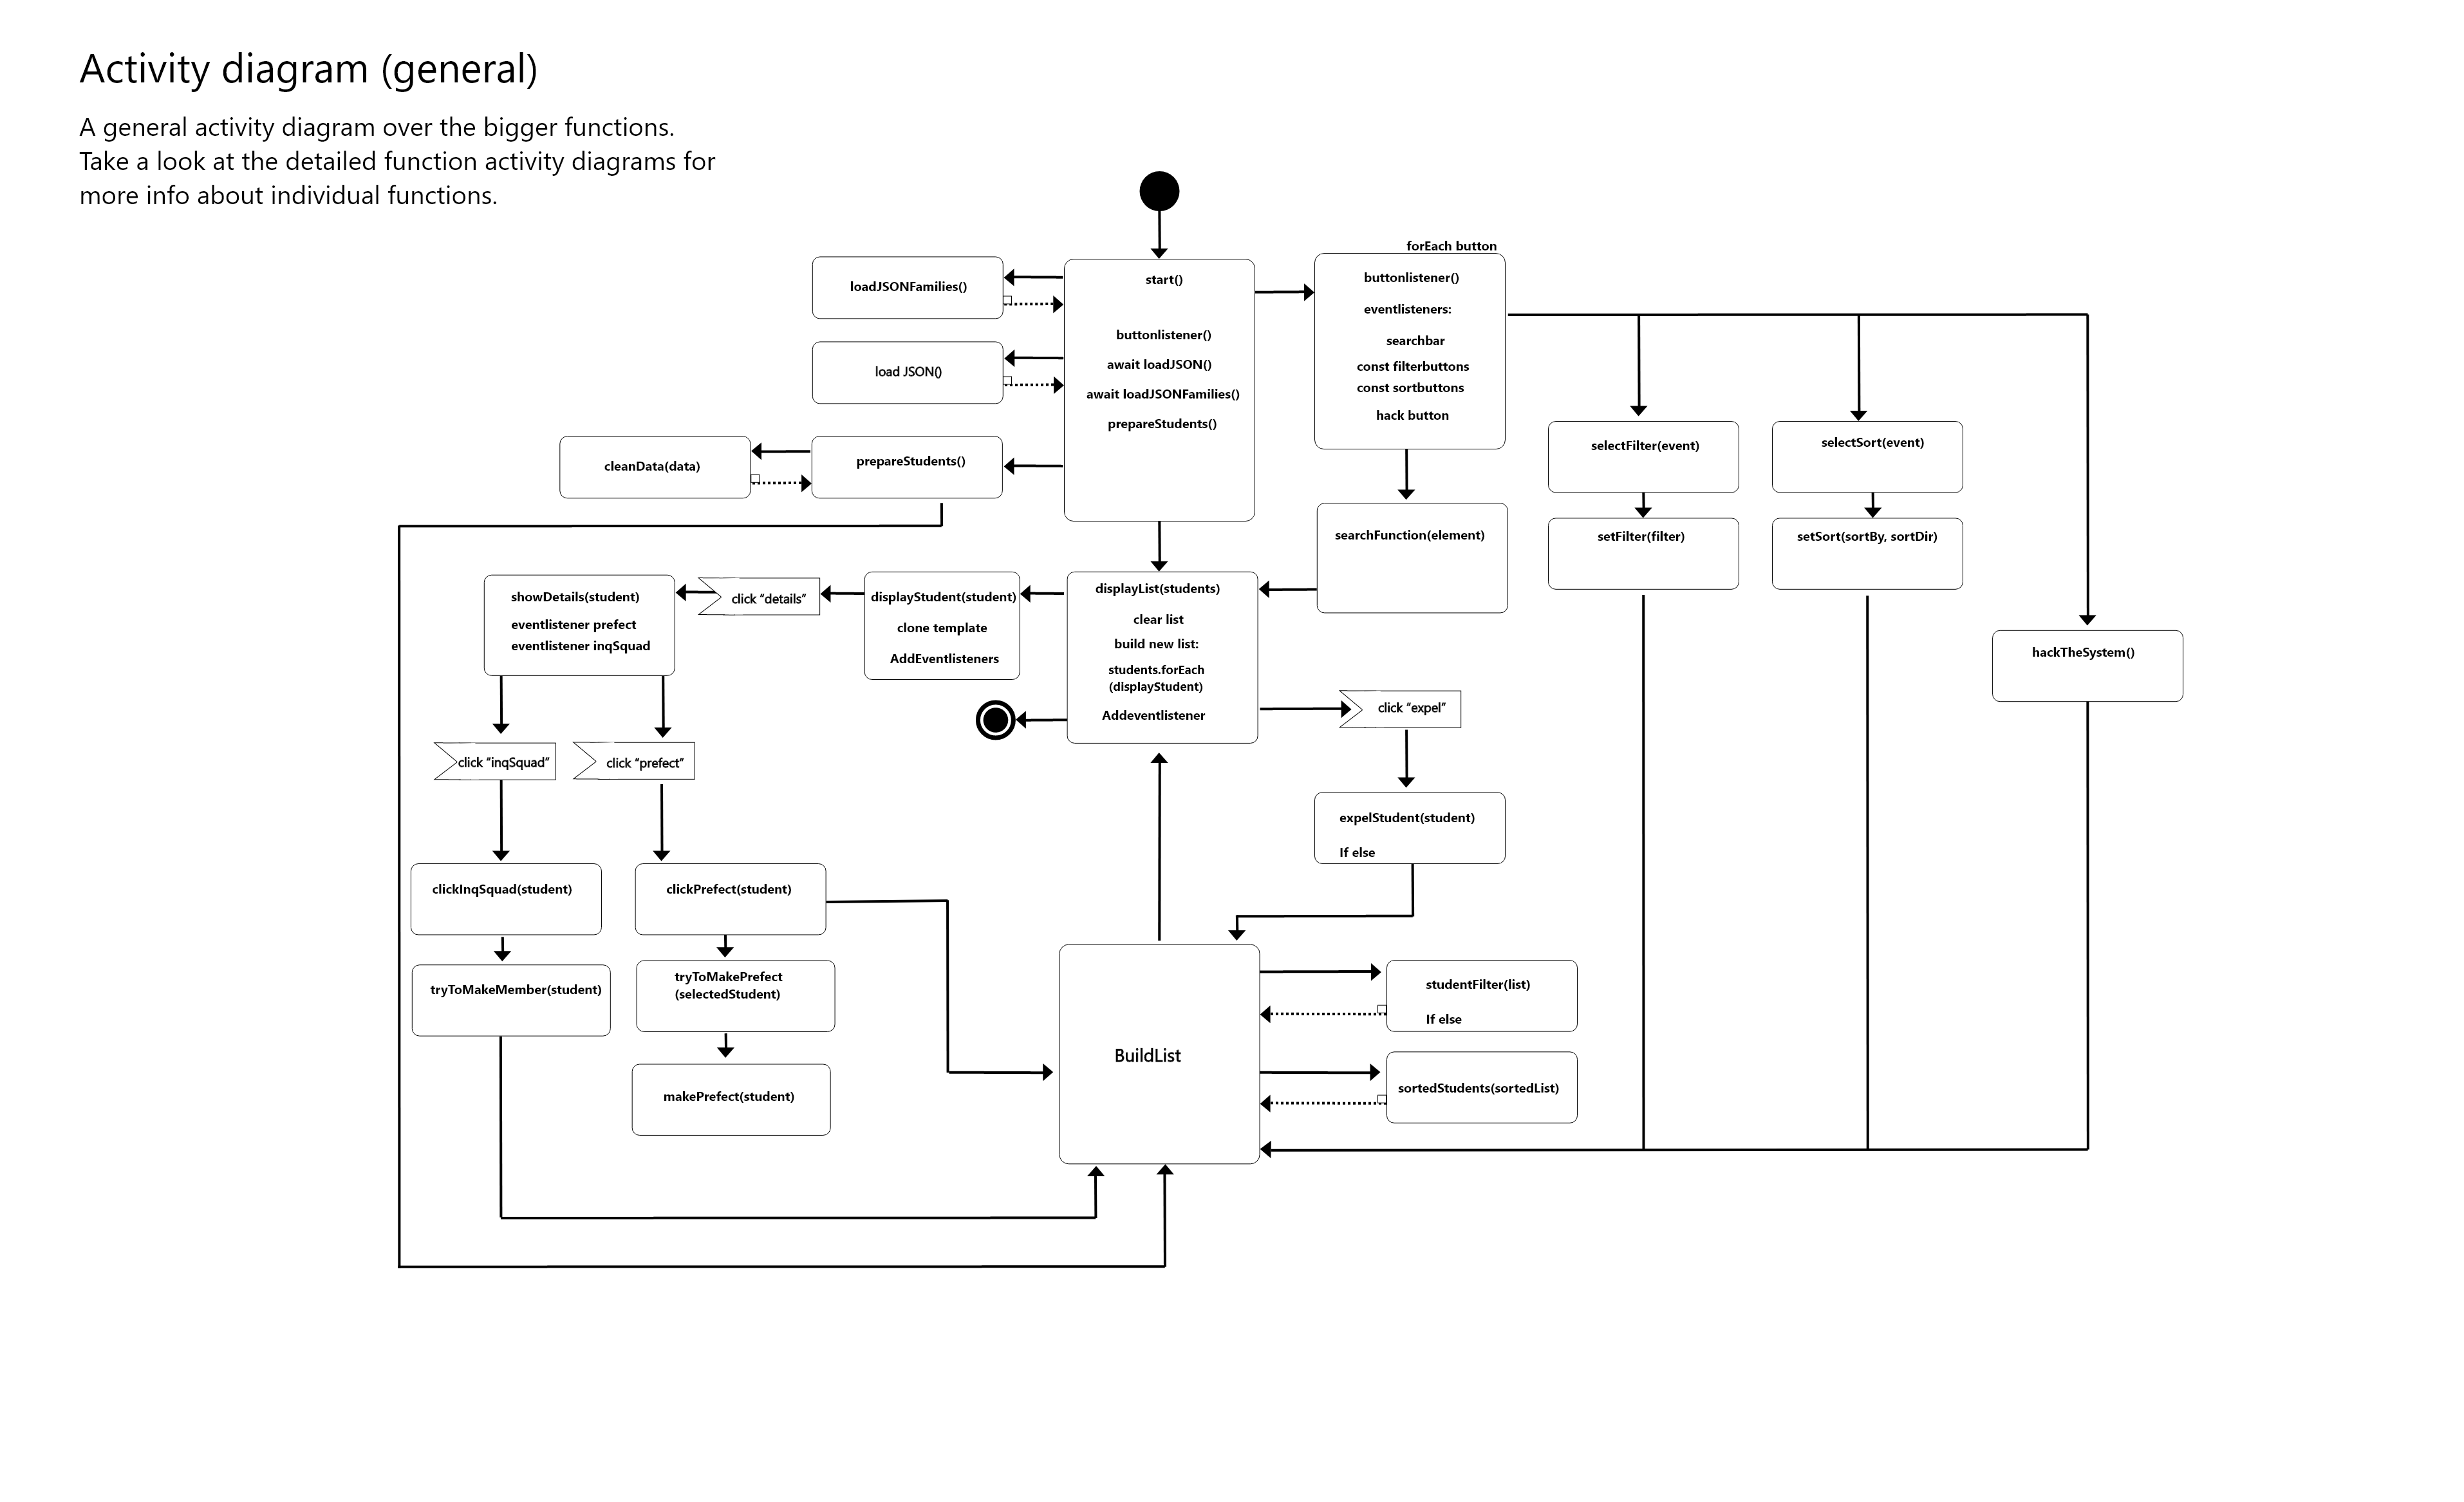 Activity diagram (general)
A general activity diagram over the bigger functions.
Take a look at the detailed function activity diagrams for
more info about individual functions.
forEach button
loadJSONFamilies()
start()
buttonlistener()
await loadJSON()
await loadJSONFamilies()
prepareStudents()
buttonlistener()
eventlisteners:
searchbar
const filterbuttons
const sortbuttons
hack button
load JSON()
cleanData(data)
prepareStudents()
selectFilter(event)
selectSort(event)
searchFunction(element)
setFilter(filter)
setSort(sortBy, sortDir)
showDetails(student)
eventlistener prefect
eventlistener inqSquad
click “details”
displayStudent(student)
clone template
AddEventlisteners
displayList(students)
clear list
build new list:
students.forEach
(displayStudent)
Addeventlistener
hackTheSystem()
click “expel”
click “inqSquad”
click “prefect”
expelStudent(student)
If else
clickInqSquad(student)
clickPrefect(student)
tryToMakeMember(student)
tryToMakePrefect
(selectedStudent)
makePrefect(student)
BuildList
studentFilter(list)
If else
sortedStudents(sortedList)